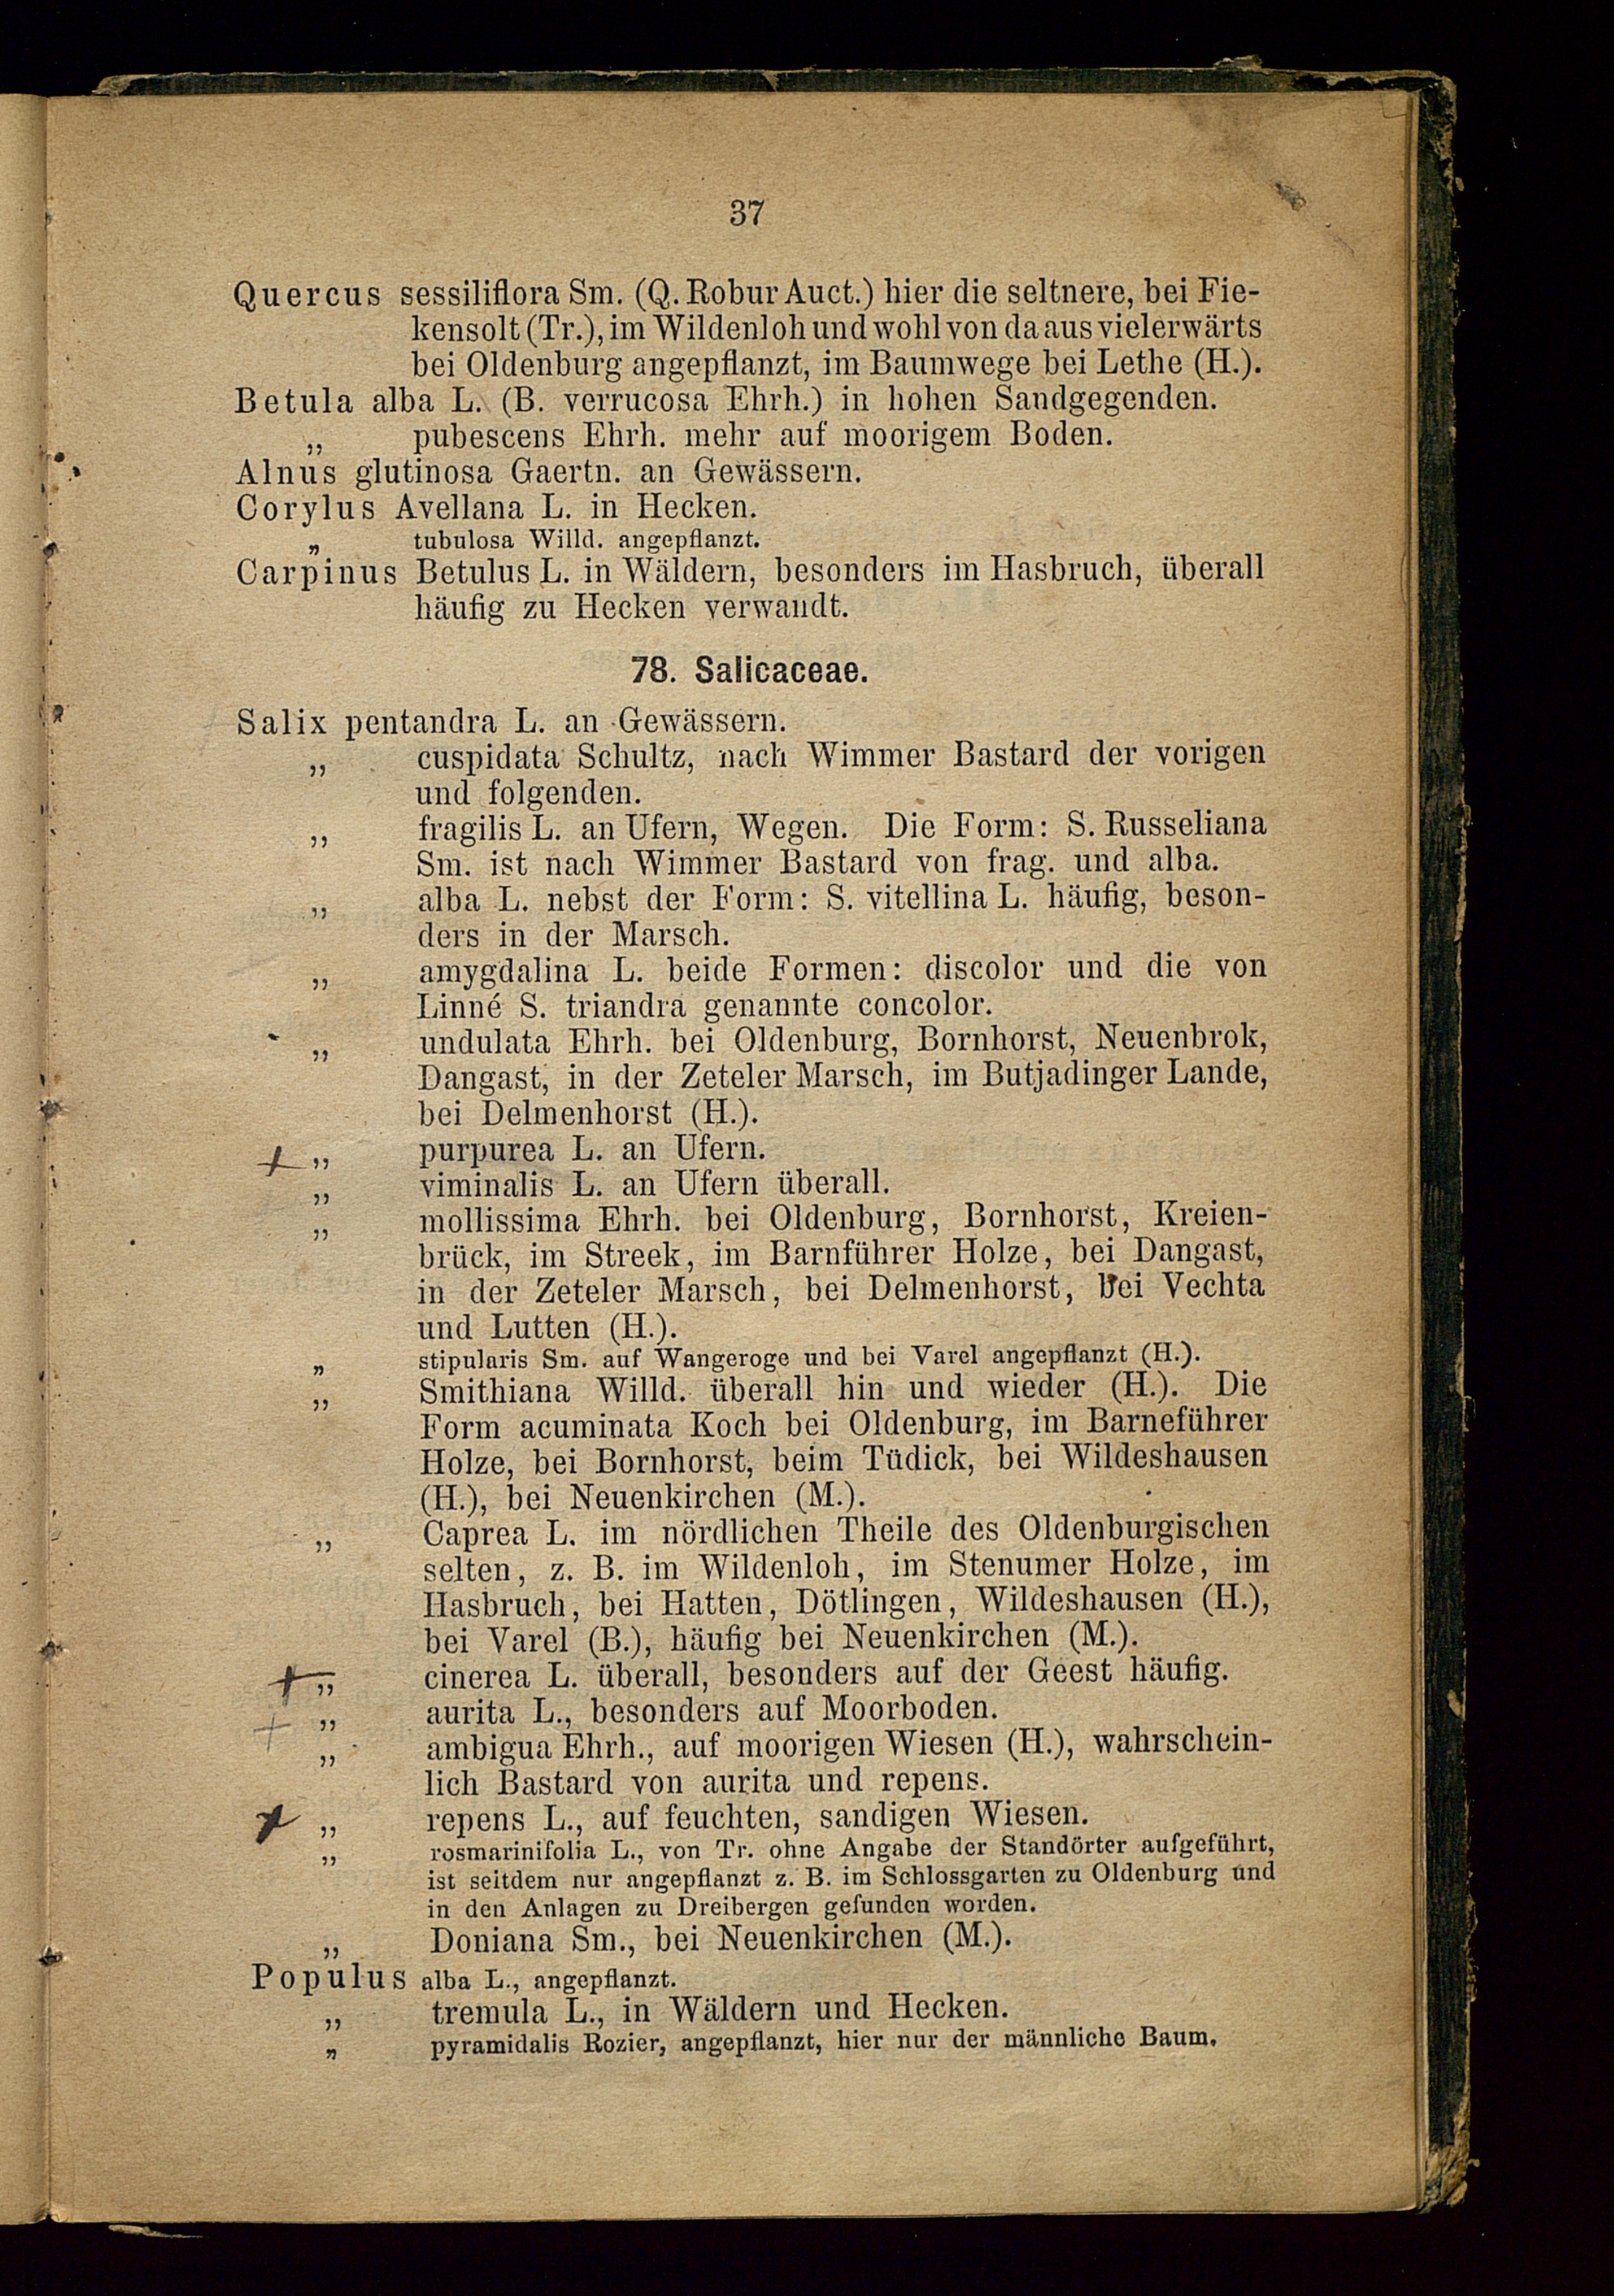 37
Quercus sessiliflora Sm. (Q. Robur Auct.) hier die seltnere, bei Fie-
kensolt (Tr.), im Wildenloh und wohl von da aus vielerwärts
bei Oldenburg angepflanzt, im Baumwege bei Lethe (H.).
Betula alba L. (B. verrucosa Ehrh.) in hohen Sandgegenden.
„ pubescens Ehrh. mehr auf moorigem Boden.
Alnus glutinosa Gaertn. an Gewässern.
Corylus Avellana L. in Hecken.
„ tubulosa Willd. angepflanzt.
Carpinus Betulus L. in Wäldern, besonders im Hasbruch, überall
häufig zu Hecken verwandt.
78. Salicaceae.
Salix pentandra L. an Gewässern.
„ cuspidata Schultz, nach Wimmer Bastard der vorigen
und folgenden.
„ fragilis L. an Ufern, Wegen. Die Form: S. Russeliana
Sm. ist nach Wimmer Bastard von frag. und alba.
„ alba L. nebst der Form: S. vitellina L. häufig, beson-
ders in der Marsch.
„ amygdalina L. beide Formen: discolor und die von
Linné S. triandra genannte concolor.
„ undulata Ehrh. bei Oldenburg, Bornhorst, Neuenbrok,
Dangast, in der Zeteler Marsch, im Butjadinger Lande,
bei Delmenhorst (H.).
+ „ purpurea L. an Ufern.
„ viminalis L. an Ufern überall.
„ mollissima Ehrh. bei Oldenburg, Bornhorst, Kreien-
brück, im Streek, im Barnführer Holze, bei Dangast,
in der Zeteler Marsch, bei Delmenhorst, bei Vechta
und Lutten (H.).
„ stipularis Sm. auf Wangeroge und bei Varel angepflanzt (H.).
„ Smithiana Willd. überall hin und wieder (H.). Die
Form acuminata Koch bei Oldenburg, im Barneführer
Holze, bei Bornhorst, beim Tüdick, bei Wildeshausen
(H.), bei Neuenkirchen (M.).
„ Caprea L. im nördlichen Theile des Oldenburgischen
selten, z. B. im Wildenloh, im Stenumer Holze, im
Hasbruch, bei Hatten, Dötlingen, Wildeshausen (H.),
bei Varel (B.), häufig bei Neuenkirchen (M.).
+ „ cinerea L. überall, besonders auf der Geest häufig.
+ „ aurita L., besonders auf Moorboden.
„ ambigua Ehrh., auf moorigen Wiesen (H.), wahrschein-
lich Bastard von aurita und repens.
+ „ repens L., auf feuchten, sandigen Wiesen.
„ rosmarinifolia L., von Tr. ohne Angabe der Standörter aufgeführt,
ist seitdem nur angepflanzt z. B. im Schlossgarten zu Oldenburg und
in den Anlagen zu Dreibergen gefunden worden.
„ Doniana Sm., bei Neuenkirchen (M.).
Populus alba L., angepflanzt.
„ tremula L., in Wäldern und Hecken.
„ pyramidalis Rozier, angepflanzt, hier nur der männliche Baum.